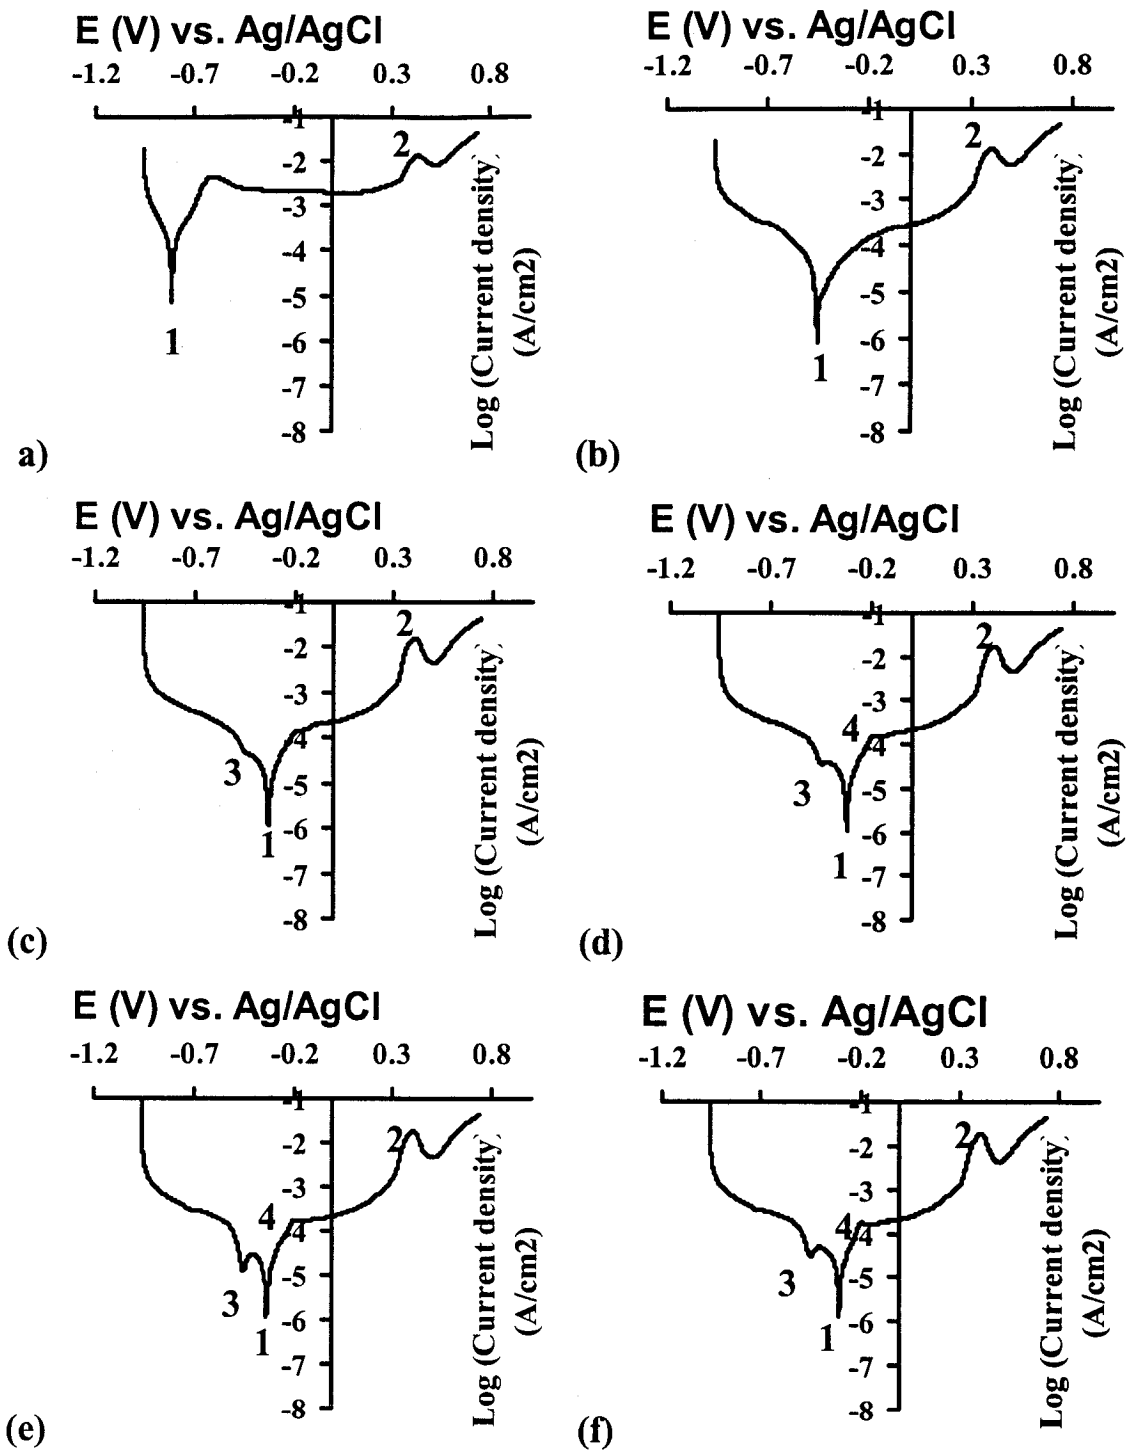 E (V) vs. Ag/AgCl
-1.2 -0.7 -0.2 0.3 0.8
-1
-2
-3
-4
-5
-6
-7
-8
1
2
Log (Current density)
(A/cm2)
a)
E (V) vs. Ag/AgCl
-1.2 -0.7 -0.2 0.3 0.8
-1
-2
-3
-4
-5
-6
-7
-8
1
2
Log (Current density)
(A/cm2)
(b)
E (V) vs. Ag/AgCl
-1.2 -0.7 -0.2 0.3 0.8
-1
-2
-3
-4
-5
-6
-7
-8
3
1
2
Log (Current density)
(A/cm2)
(c)
E (V) vs. Ag/AgCl
-1.2 -0.7 -0.2 0.3 0.8
-1
-2
-3
-4
-5
-6
-7
-8
3
1
4
2
Log (Current density)
(A/cm2)
(d)
E (V) vs. Ag/AgCl
-1.2 -0.7 -0.2 0.3 0.8
-1
-2
-3
-4
-5
-6
-7
-8
3
1
4
2
Log (Current density)
(A/cm2)
(e)
E (V) vs. Ag/AgCl
-1.2 -0.7 -0.2 0.3 0.8
-1
-2
-3
-4
-5
-6
-7
-8
3
1
4
2
Log (Current density)
(A/cm2)
(f)